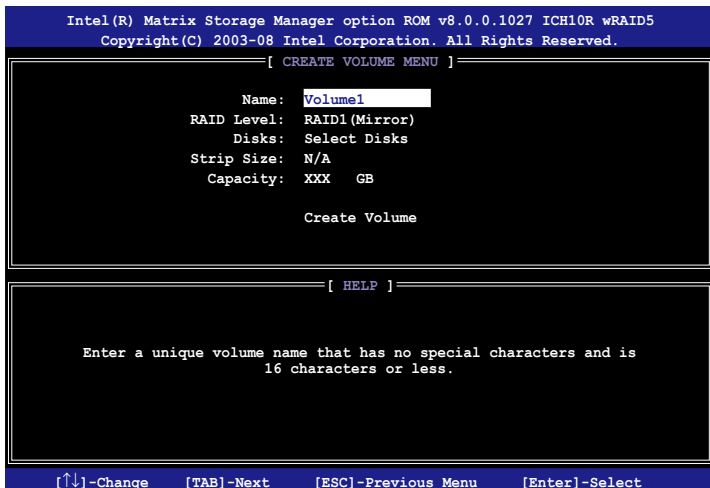 Intel(R) Matrix Storage Manager option ROM v8.0.0.1027 ICH10R wRAID5
Copyright(C) 2003-08 Intel Corporation. All Rights Reserved.
[ CREATE VOLUME MENU ]
Name: Volume1
RAID Level: RAID1(Mirror)
Disks: Select Disks
Strip Size: N/A
Capacity: XXX GB
Create Volume
[ HELP ]
Enter a unique volume name that has no special characters and is
16 characters or less.
[↑↓]-Change [TAB]-Next [ESC]-Previous Menu [Enter]-Select